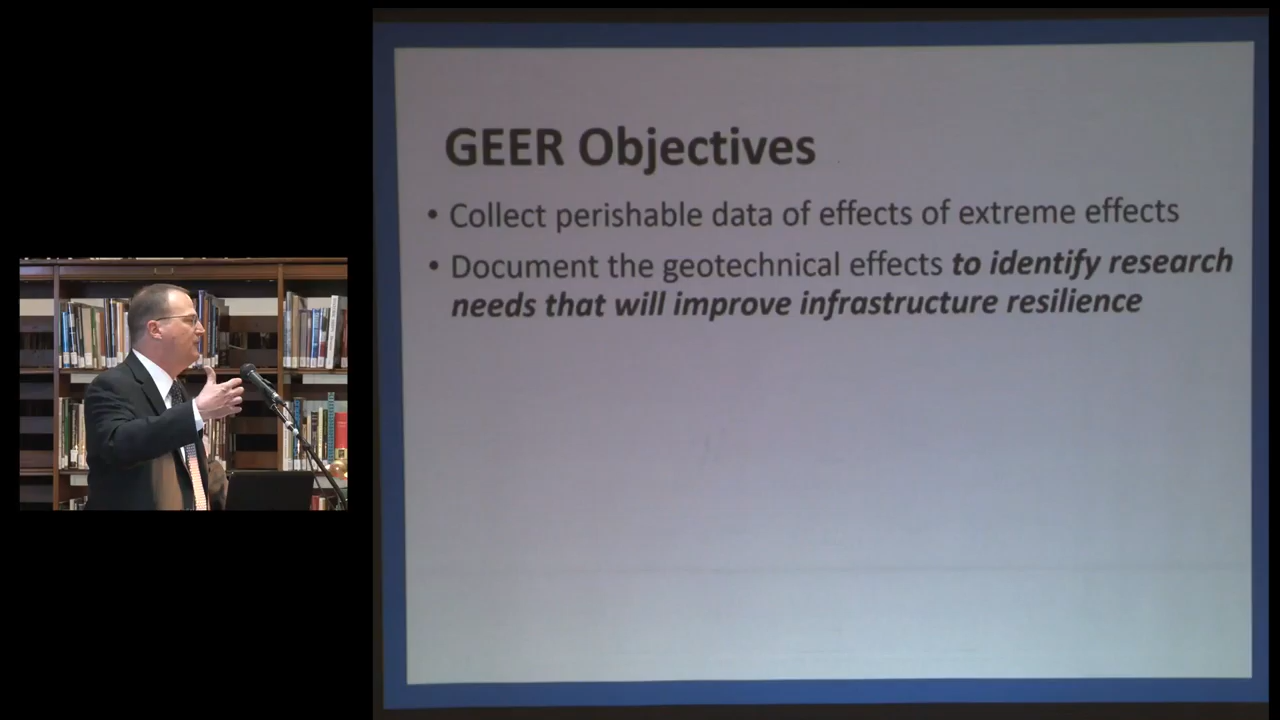 GEER Objectives
• Collect perishable data of effects of extreme effects
• Document the geotechnical effects to identify research
needs that will improve infrastructure resilience